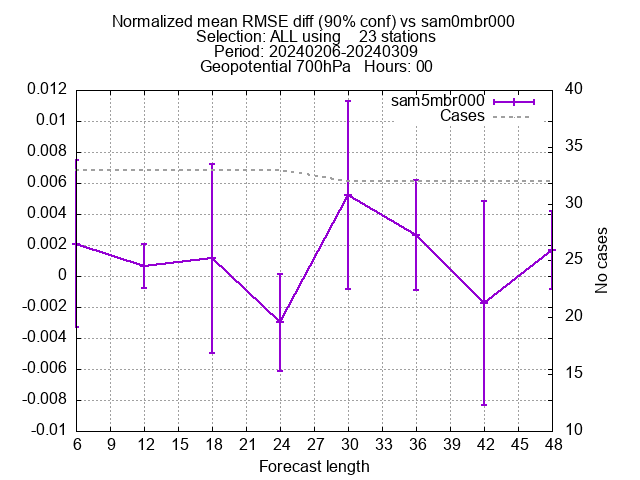 Normalized mean RMSE diff (90% conf) vs sam0mbr000
Selection: ALL using    23 stations
Period: 20240206-20240309
Geopotential 700hPa   Hours: 00
sam5mbr000
Cases
0.012
0.01
0.008
0.006
0.004
0.002
0
-0.002
-0.004
-0.006
-0.008
-0.01
40
35
30
25
20
15
10
No cases
6 9 12 15 18 21 24 27 30 33 36 39 42 45 48
Forecast length